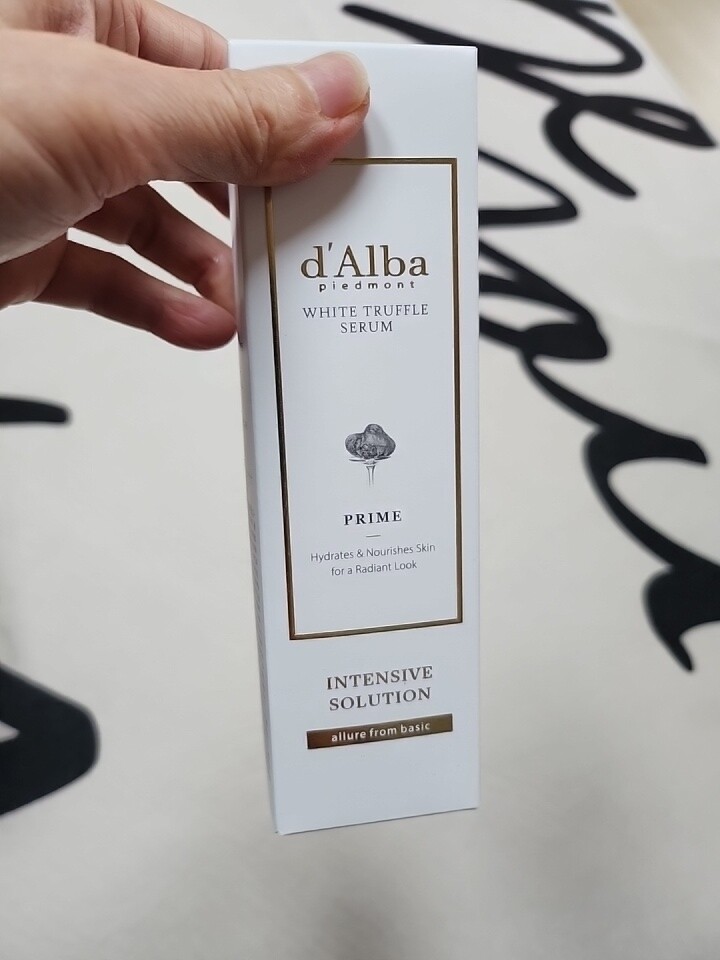 d'Alba
piedmont
WHITE TRUFFLE
SERUM
PRIME
Hydrates & Nourishes Skin
for a Radiant Look
INTENSIVE
SOLUTION
allure from basic